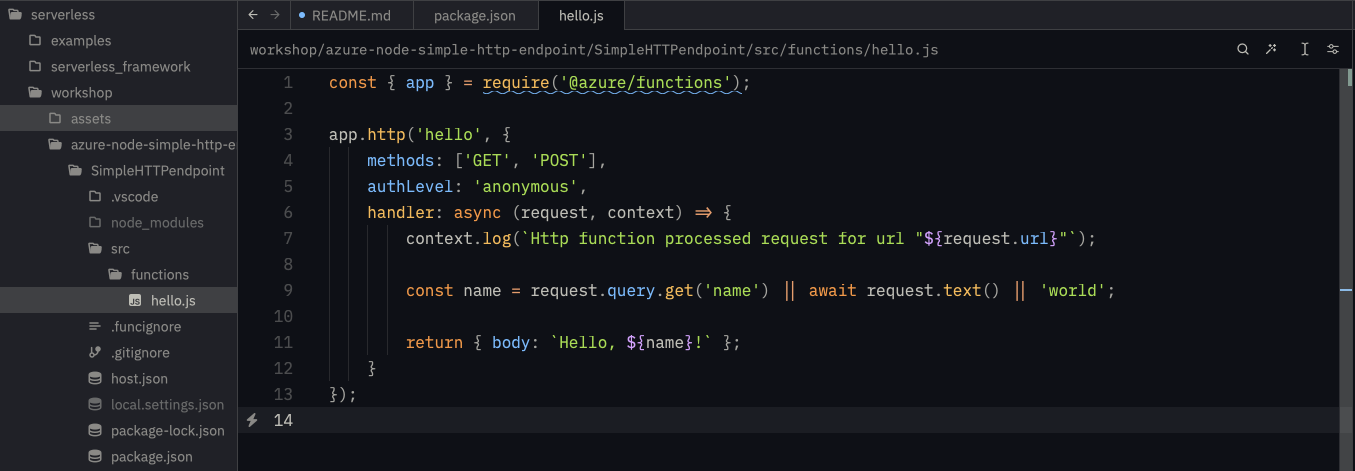 serverless
examples
serverless_framework
workshop
assets
azure-node-simple-http-e
SimpleHTTPendpoint
.vscode
node_modules
src
functions
JS hello.js
.funcignore
.gitignore
host.json
local.settings.json
package-lock.json
package.json
README.md package.json hello.js
workshop/azure-node-simple-http-endpoint/SimpleHTTPendpoint/src/functions/hello.js
1 const { app } = require('@azure/functions');
2
3 app.http('hello', {
4     methods: ['GET', 'POST'],
5     authLevel: 'anonymous',
6     handler: async (request, context) => {
7         context.log(`Http function processed request for url "${request.url}"`);
8
9         const name = request.query.get('name') || await request.text() || 'world';
10
11         return { body: `Hello, ${name}!` };
12     }
13 });
14